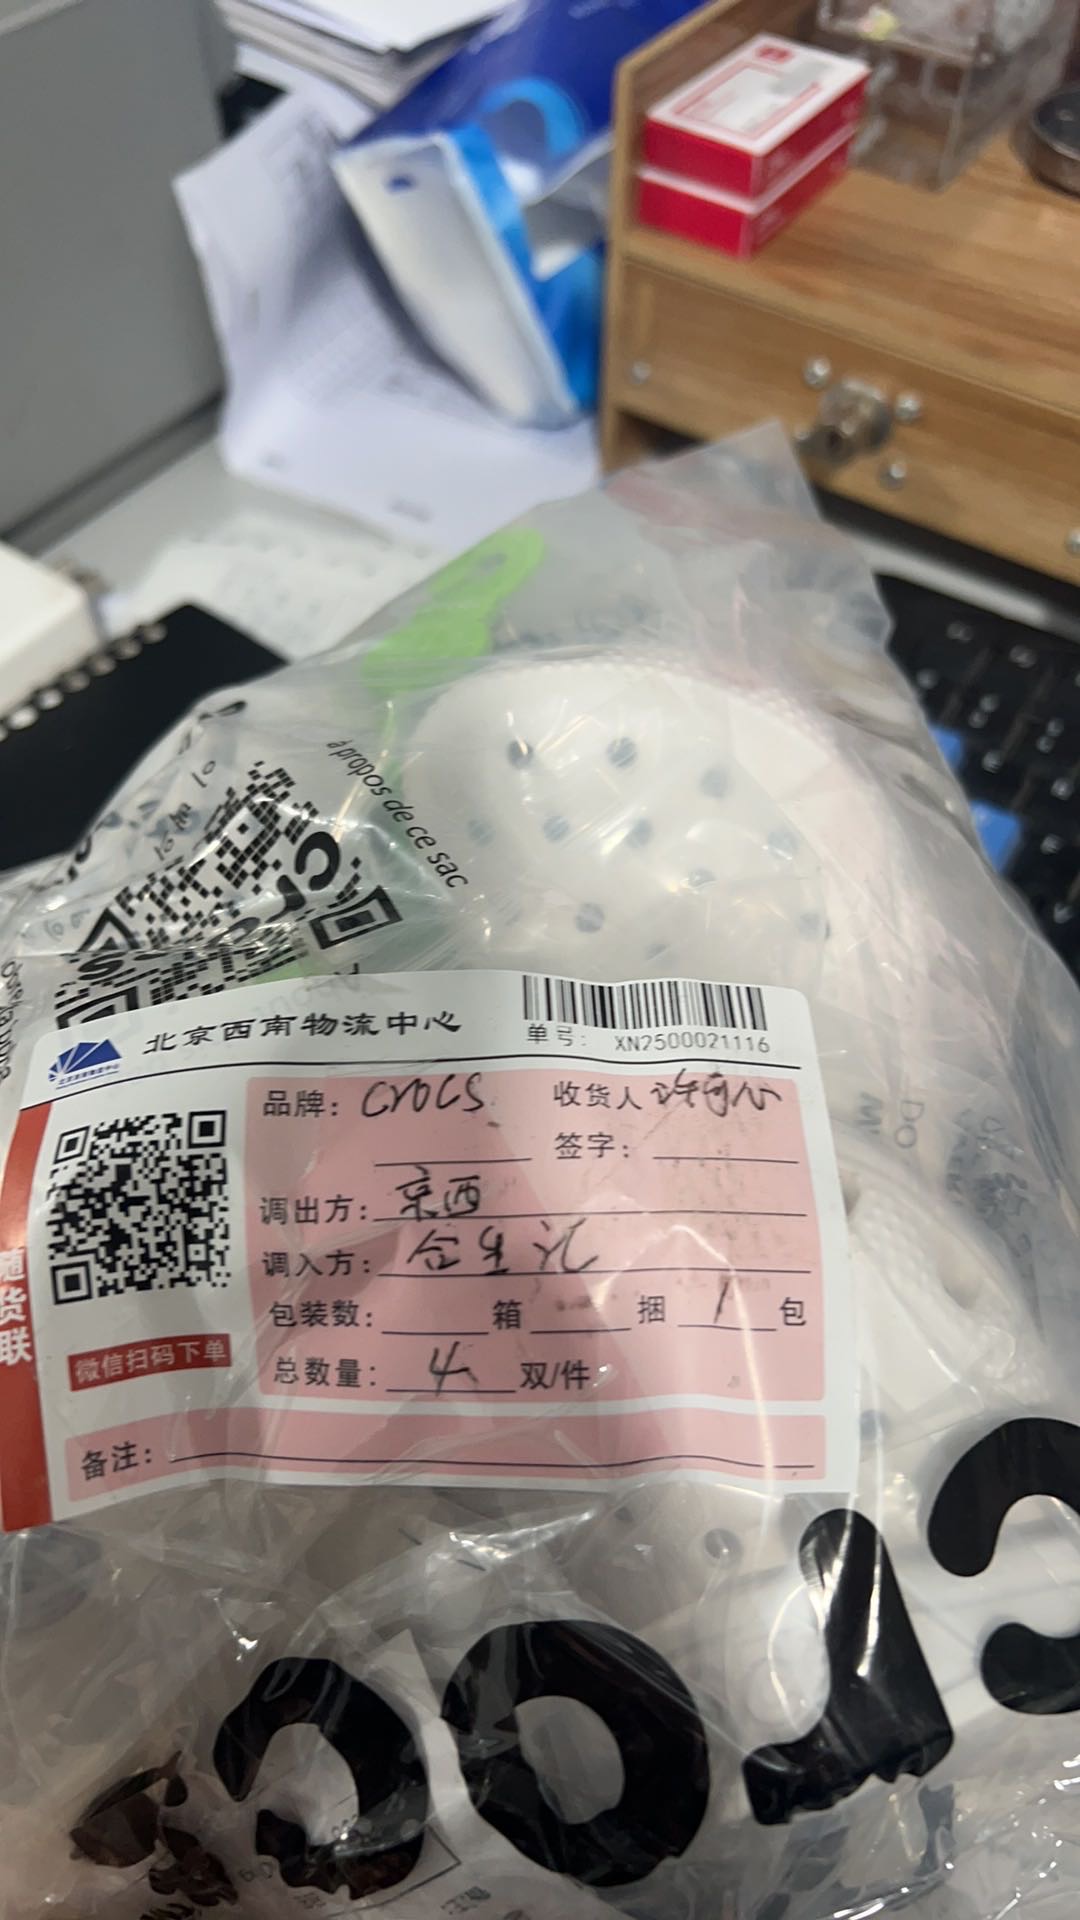 à propos de ce sac
北京西南物流中心
单号: XN2500021116
品牌: crocs
收货人
签字:
调出方: 京西
调入方:
包装数: 箱 捆 1 包
总数量: 4 双/件
备注:
随货联
微信扫码下单
crocs